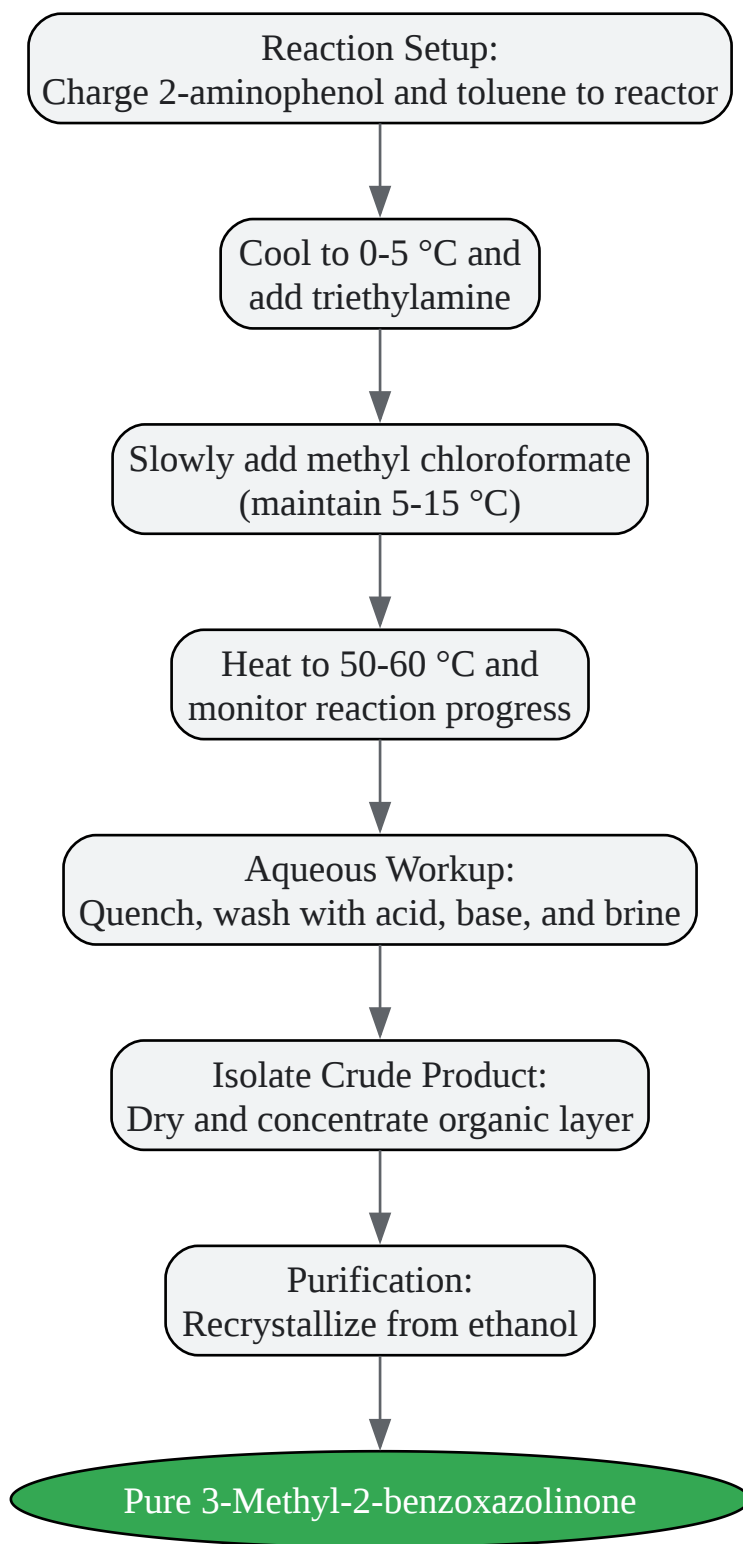 Reaction Setup:
Charge 2-aminophenol and toluene to reactor
Cool to 0-5 °C and
add triethylamine
Slowly add methyl chloroformate
(maintain 5-15 °C)
Heat to 50-60 °C and
monitor reaction progress
Aqueous Workup:
Quench, wash with acid, base, and brine
Isolate Crude Product:
Dry and concentrate organic layer
Purification:
Recrystallize from ethanol
Pure 3-Methyl-2-benzoxazolinone